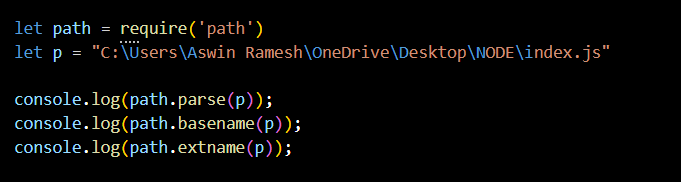 let path = require('path')
let p = "C:\Users\Aswin Ramesh\OneDrive\Desktop\NODE\index.js"
console.log(path.parse(p));
console.log(path.basename(p));
console.log(path.extname(p));